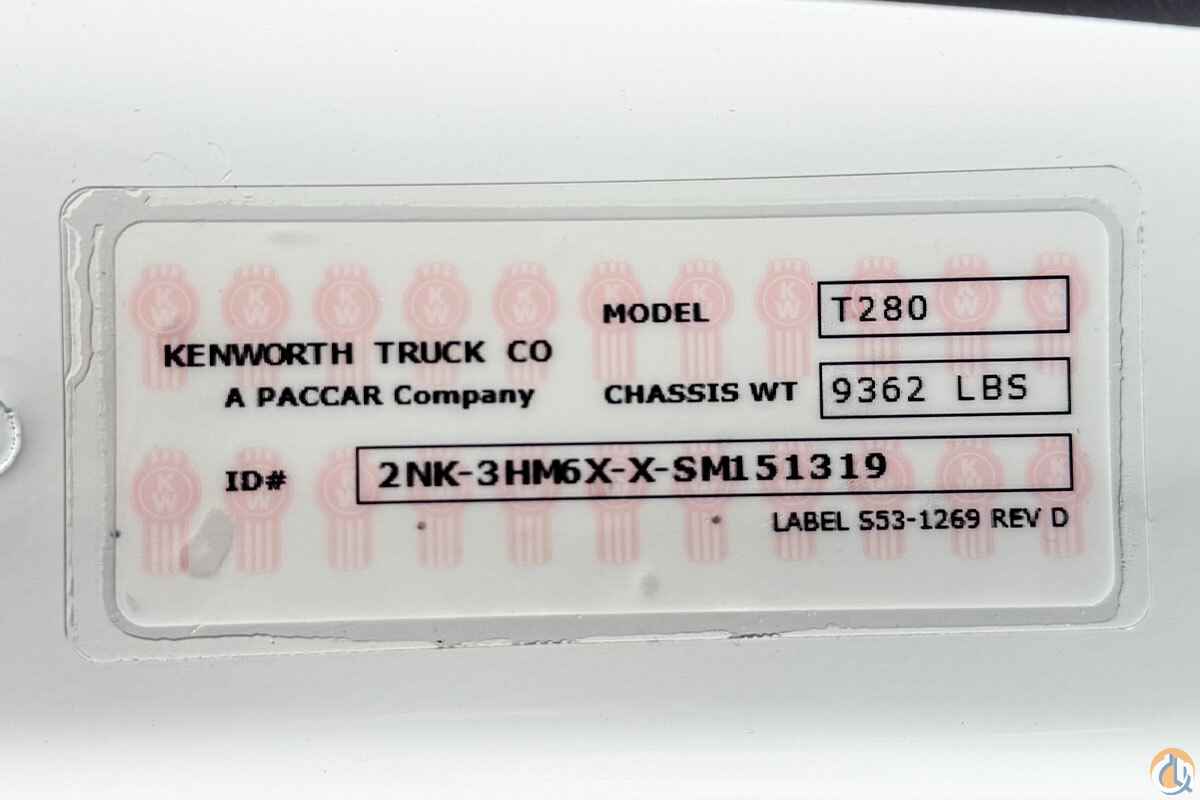 MODEL T280
KENWORTH TRUCK CO
A PACCAR Company
CHASSIS WT 9362 LBS
ID# 2NK-3HM6X-X-SM151319
LABEL S53-1269 REV D